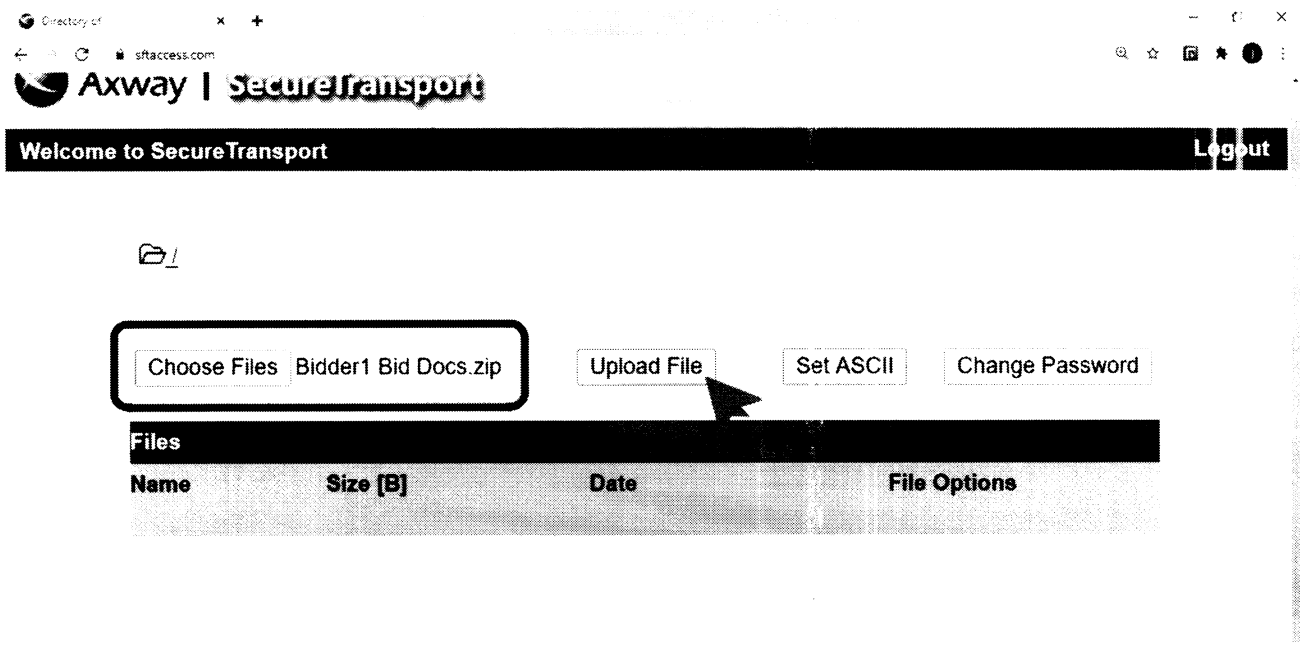 Directory of
sftaccess.com
Axway | SecureTransport
Welcome to SecureTransport Logout
/
Choose Files Bidder1 Bid Docs.zip Upload File Set ASCII Change Password
Files
Name Size [B] Date File Options